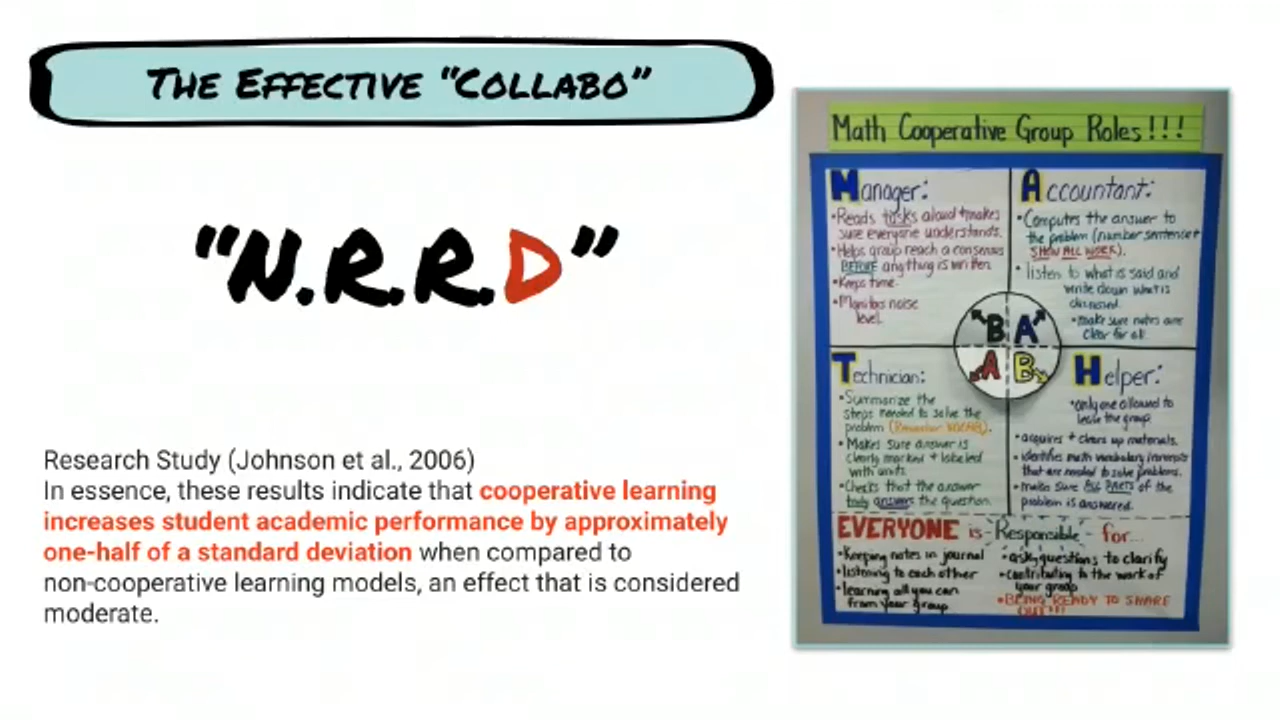 THE EFFECTIVE “COLLABO”
“N.R.R.D”
Research Study (Johnson et al., 2006)
In essence, these results indicate that cooperative learning
increases student academic performance by approximately
one-half of a standard deviation when compared to
non-cooperative learning models, an effect that is considered
moderate.
Math Cooperative Group Roles!!!
Manager:
•Reads tasks aloud + makes
sure everyone understands.
•Helps group reach a consensus
BEFORE anything is written
•Keeps time.
•Monitors noise
level.
Accountant:
•Computes the answer to
the problem (number sentence +
SHOW ALL WORK).
• listen to what is said and
write down what is
discussed.
•make sure notes are
clear for all.
B A
A B
Technician:
•Summarize the
steps needed to solve the
problem (Remember VOCAB).
•Makes sure answer is
clearly marked + labeled
with units.
•Checks that the answer
answers the question.
Helper:
•only one allowed to
leave the group.
•acquires + cleans up materials.
•identifies math vocabulary
that are needed to solve problems.
•makes sure ALL PARTS of the
problem is answered.
EVERYONE is Responsible for...
•Keeping notes in journal
•listening to each other
•learning all you can
from your group
•ask questions to clarify
•contributing to the work of
your group
•BEING READY TO SHARE
OUT!!!